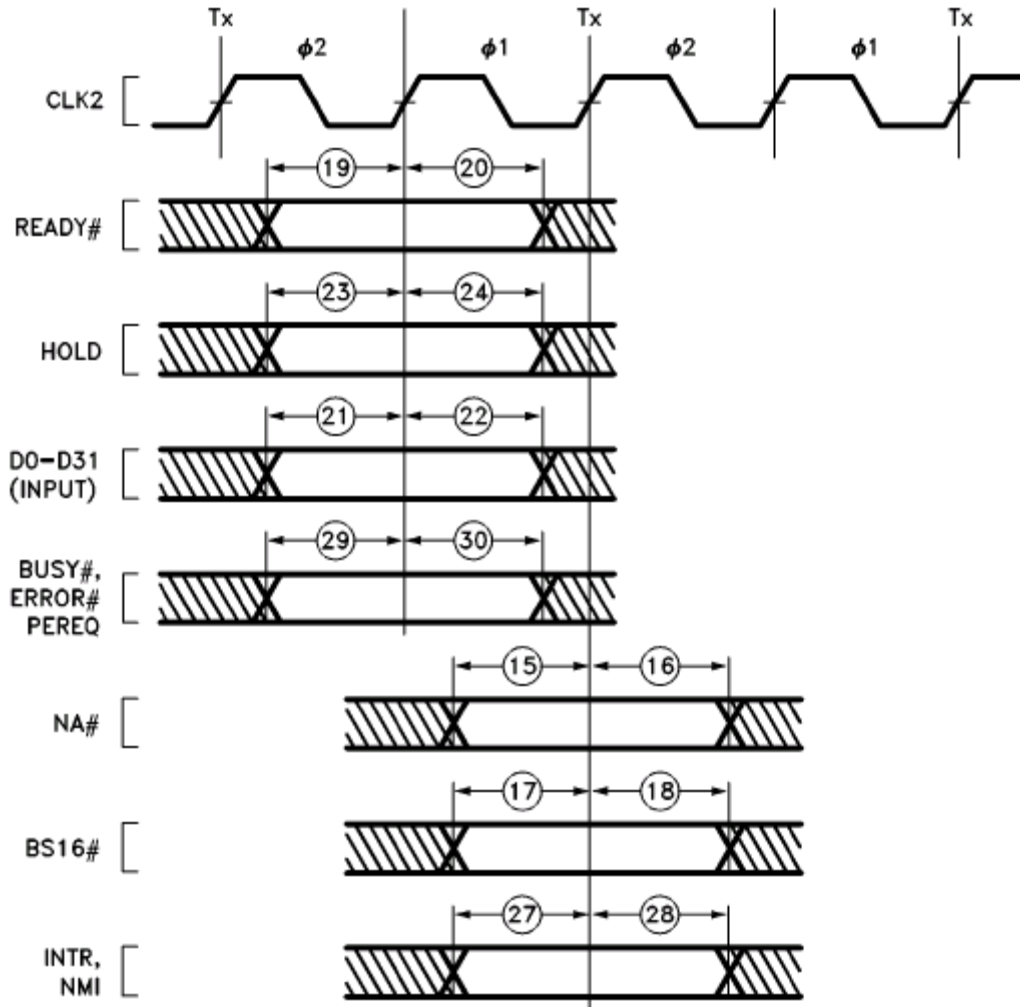 Tx Tx Tx
ϕ2 ϕ1 ϕ2 ϕ1
CLK2
19 20
READY#
23 24
HOLD
21 22
D0-D31
(INPUT)
29 30
BUSY#,
ERROR#
PEREQ
15 16
NA#
17 18
BS16#
27 28
INTR,
NMI